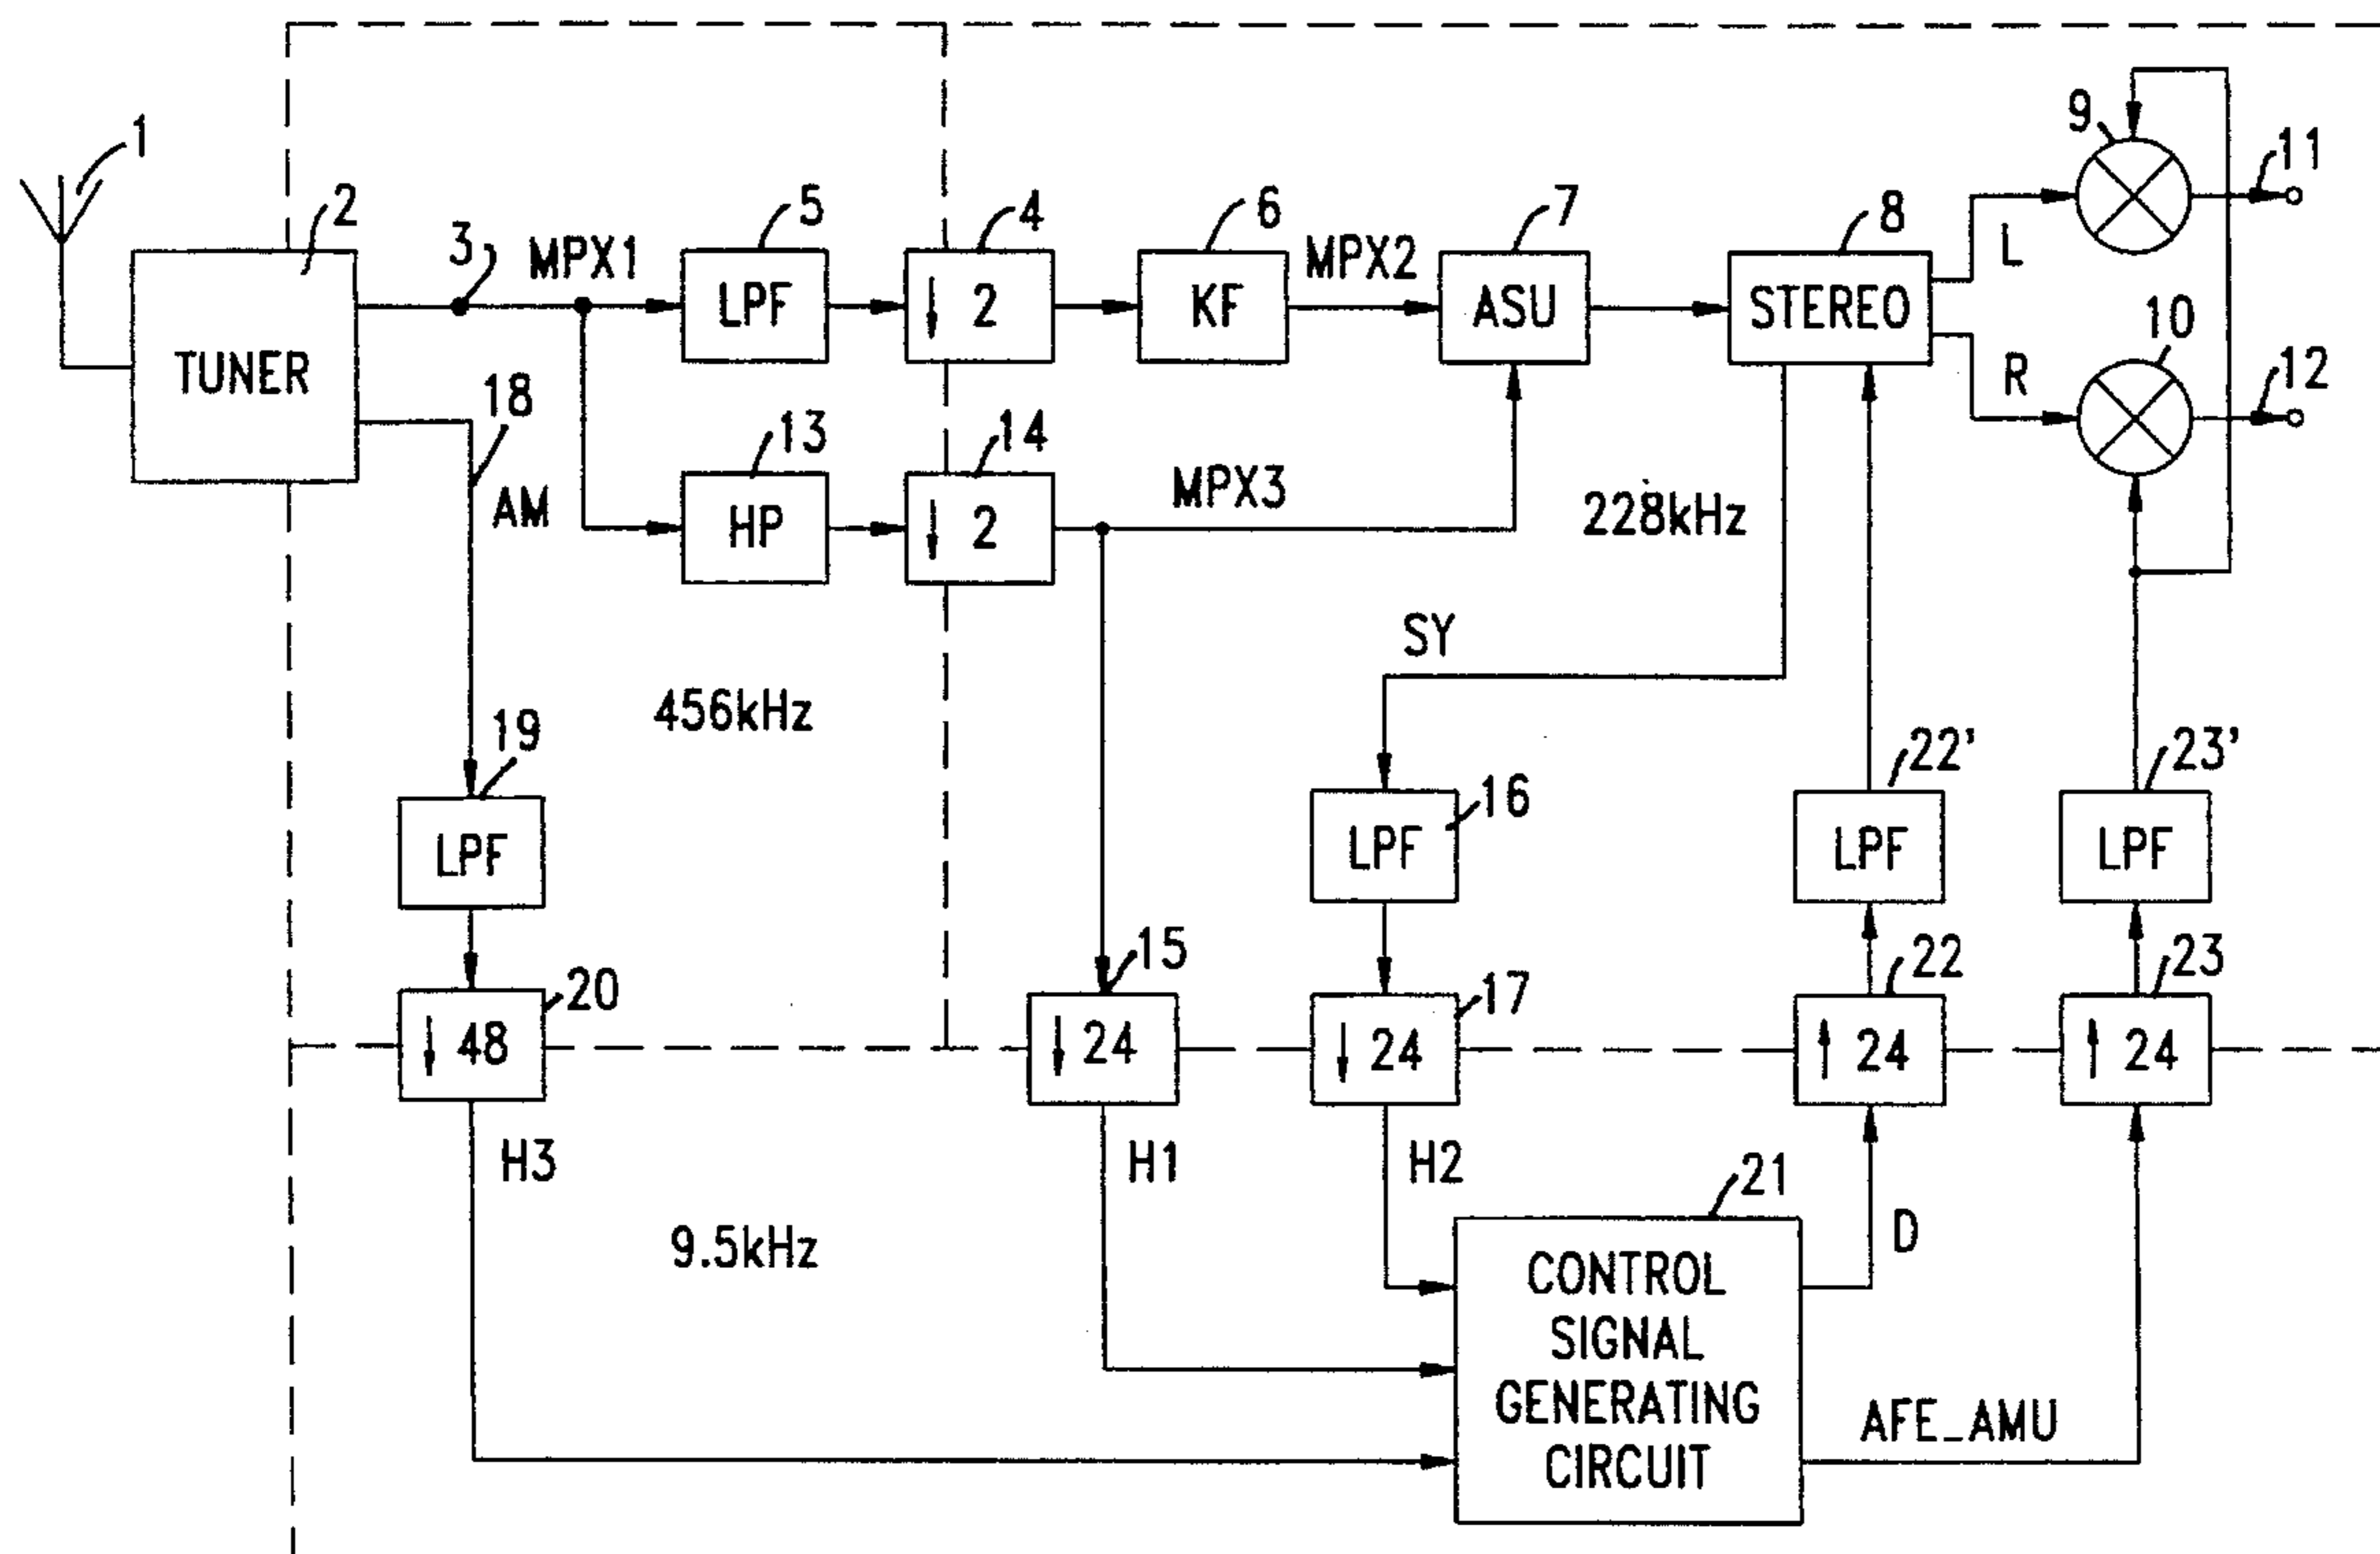 1
2
TUNER
3
MPX1
5
LPF
4
↓ 2
6
KF
MPX2
7
ASU
8
STEREO
L
R
9
10
11
12
18
AM
13
HP
14
↓ 2
MPX3
228kHz
SY
456kHz
19
LPF
16
LPF
22'
LPF
23'
LPF
20
↓ 48
15
↓ 24
17
↓ 24
22
↑ 24
23
↑ 24
H3
H1
H2
21
D
9.5kHz
CONTROL
SIGNAL
GENERATING
CIRCUIT
AFE_AMU